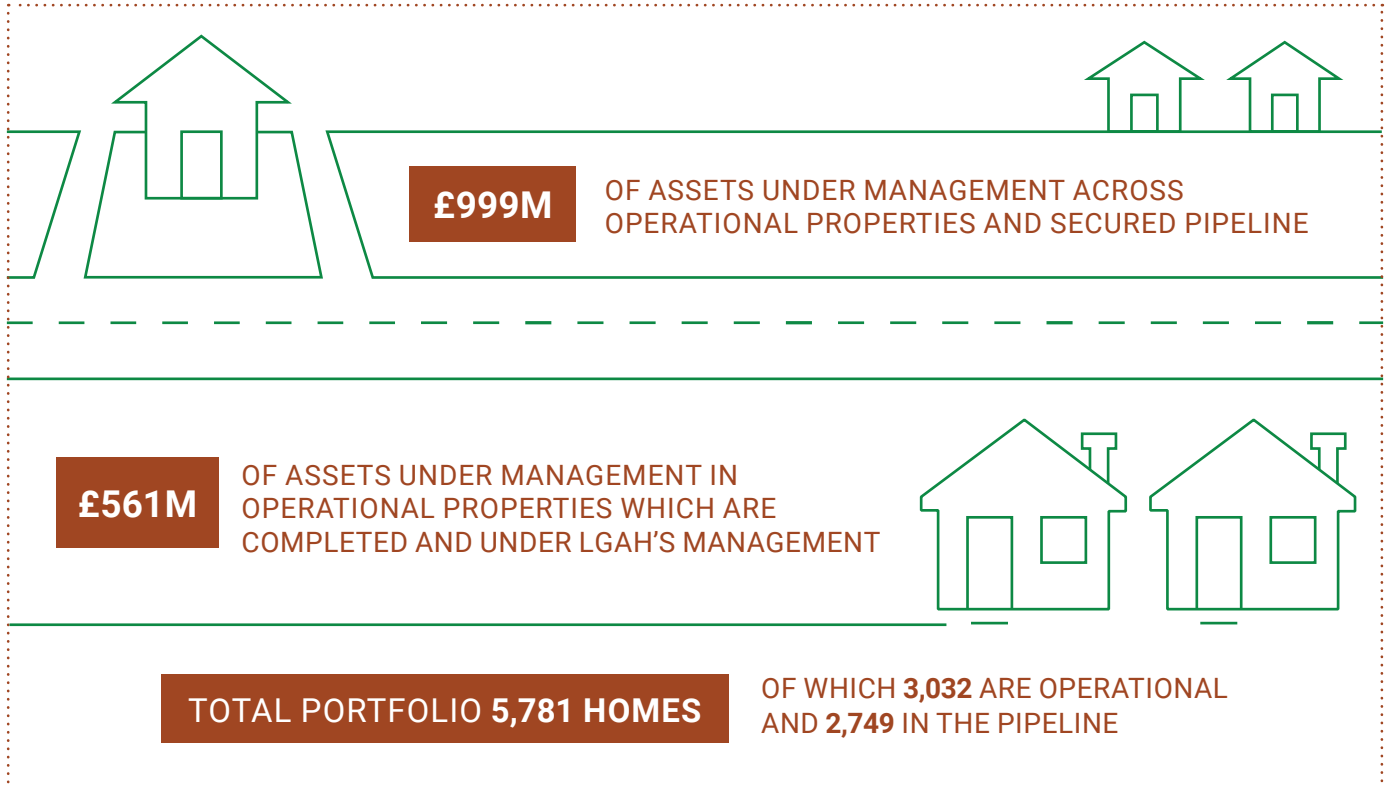 £999M
OF ASSETS UNDER MANAGEMENT ACROSS
OPERATIONAL PROPERTIES AND SECURED PIPELINE
£561M
OF ASSETS UNDER MANAGEMENT IN
OPERATIONAL PROPERTIES WHICH ARE
COMPLETED AND UNDER LGAH'S MANAGEMENT
TOTAL PORTFOLIO 5,781 HOMES
OF WHICH 3,032 ARE OPERATIONAL
AND 2,749 IN THE PIPELINE